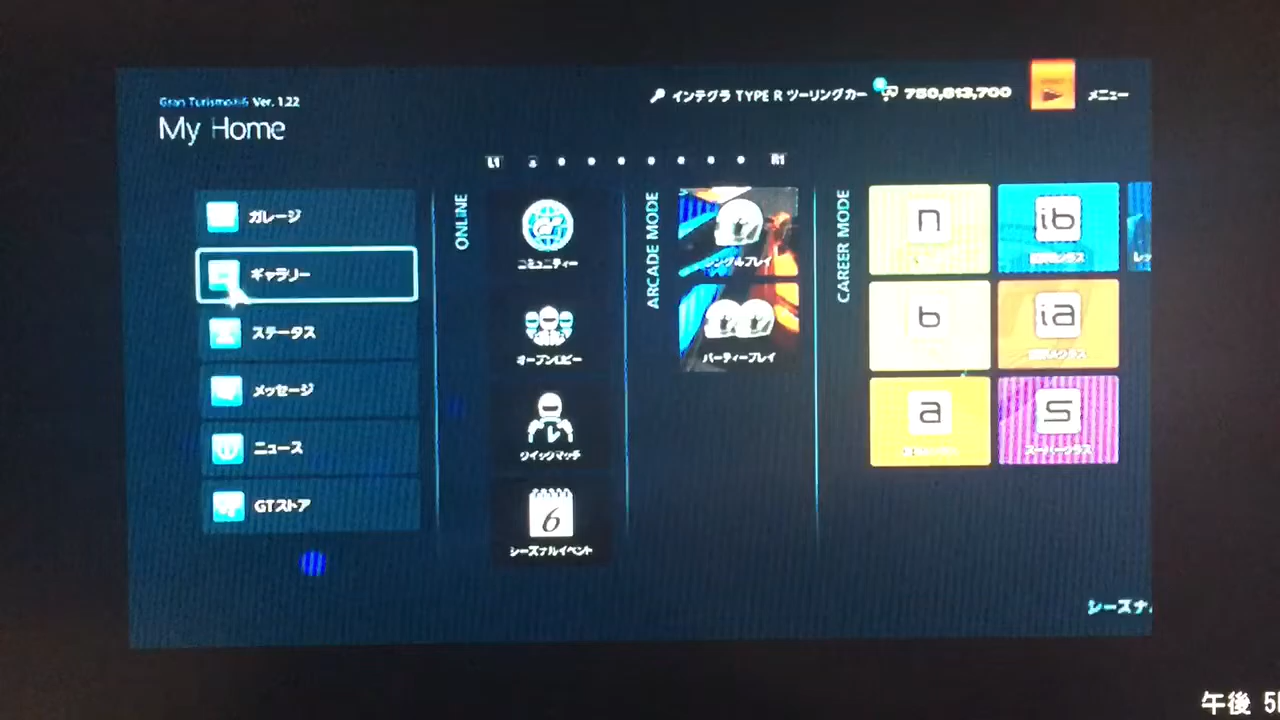 Gran Turismo®6 Ver. 1.22
My Home
インテグラ TYPE R ツーリングカー
750,813,700
メニュー
L1
R1
ガレージ
ギャラリー
ステータス
メッセージ
ニュース
GTストア
ONLINE
コミュニティー
オープンロビー
クイックマッチ
6
シーズナルイベント
ARCADE MODE
シングルプレイ
パーティープレイ
CAREER MODE
n
b
a
ib
ia
S
スーパークラス
シーズナ
午後